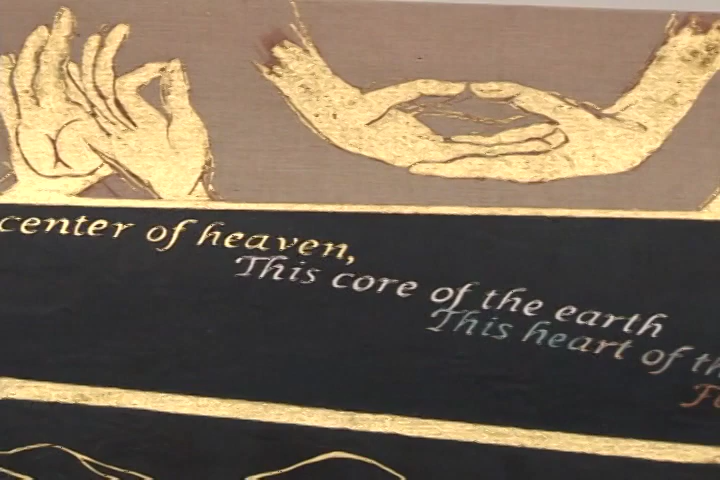 center of heaven,
This core of the earth
This heart of